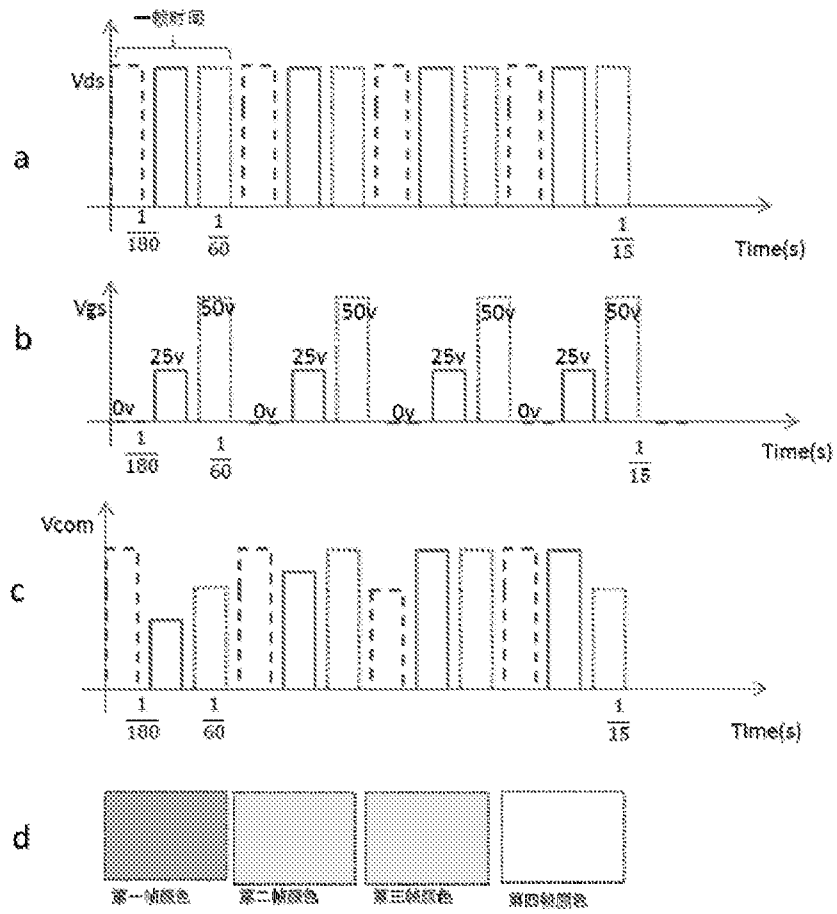 一帧时间
Vds
a
1/180
1/60
1/15
Time(s)
Vgs
b
0v
25v
50v
0v
25v
50v
0v
25v
50v
0v
25v
50v
1/180
1/60
1/15
Time(s)
Vcom
c
1/180
1/60
1/15
Time(s)
d
第一帧颜色
第二帧颜色
第三帧颜色
第四帧颜色